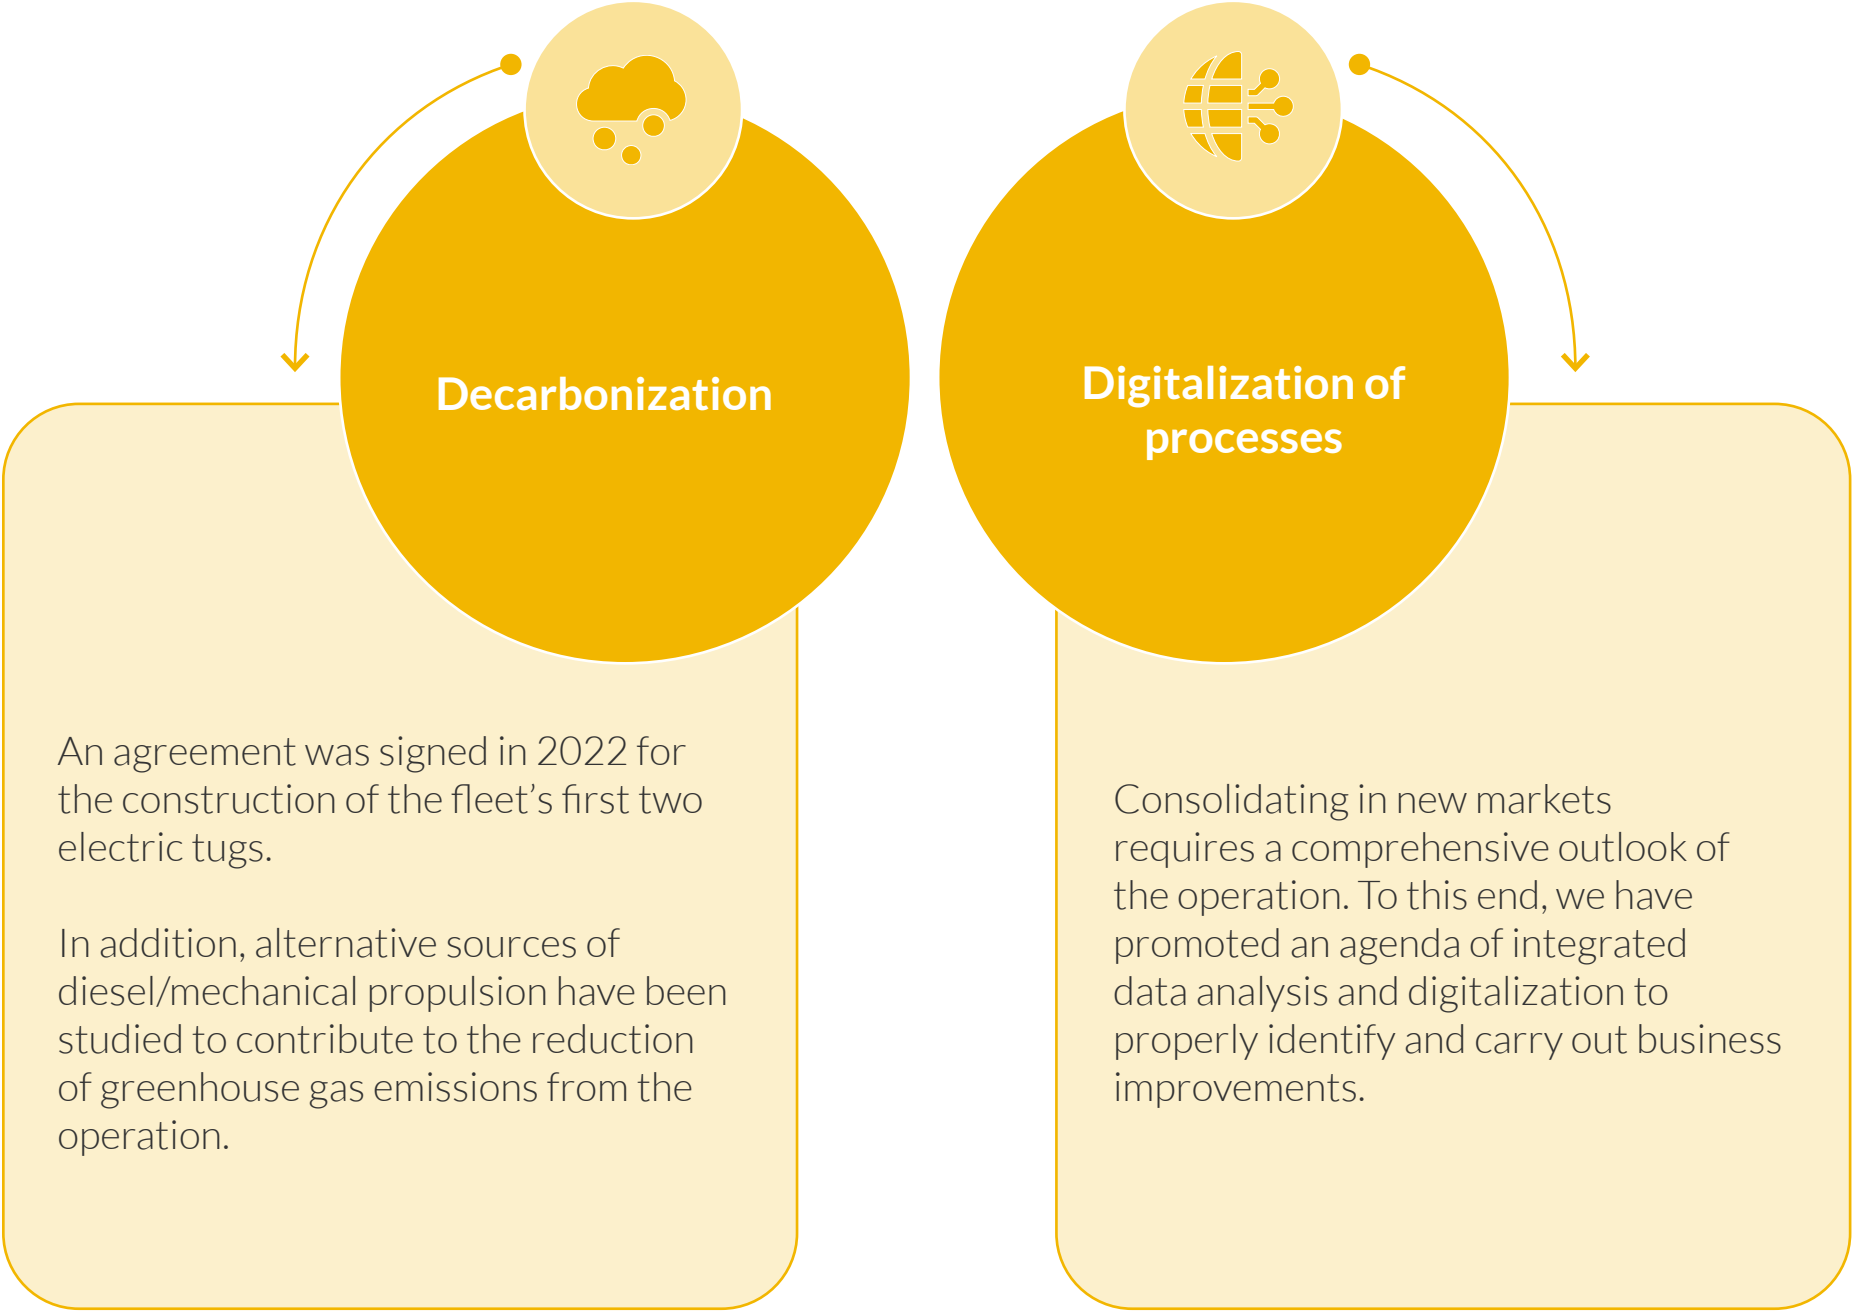 Decarbonization
An agreement was signed in 2022 for
the construction of the fleet’s first two
electric tugs.
In addition, alternative sources of
diesel/mechanical propulsion have been
studied to contribute to the reduction
of greenhouse gas emissions from the
operation.
Digitalization of
processes
Consolidating in new markets
requires a comprehensive outlook of
the operation. To this end, we have
promoted an agenda of integrated
data analysis and digitalization to
properly identify and carry out business
improvements.